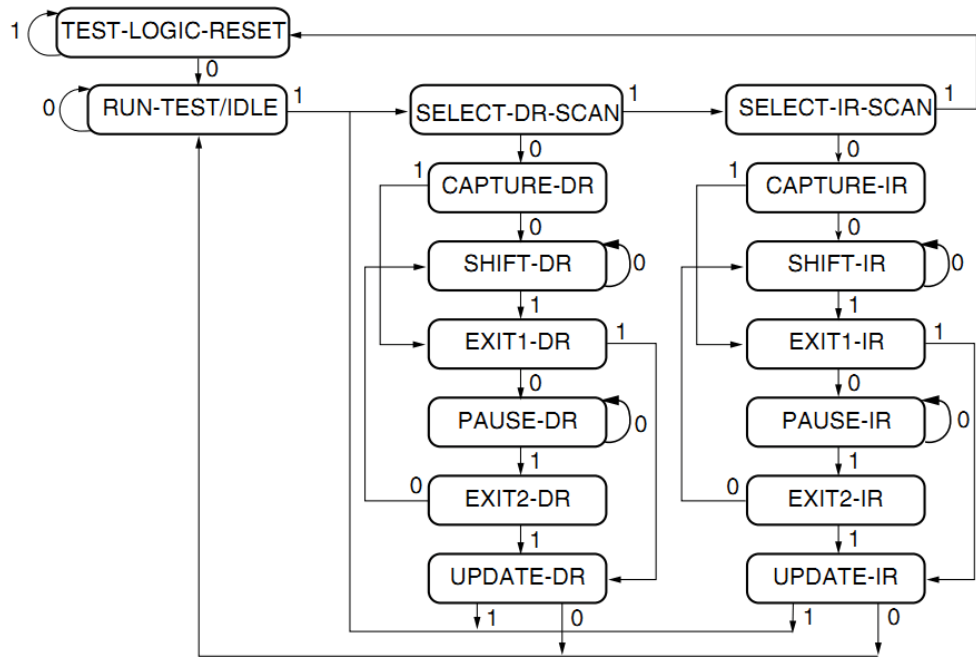 TEST-LOGIC-RESET
1
0
RUN-TEST/IDLE
0
1
SELECT-DR-SCAN
1
SELECT-IR-SCAN
1
0
0
1
CAPTURE-DR
1
CAPTURE-IR
0
0
SHIFT-DR
0
SHIFT-IR
0
1
1
EXIT1-DR
1
EXIT1-IR
1
0
0
PAUSE-DR
0
PAUSE-IR
0
1
1
0
EXIT2-DR
0
EXIT2-IR
1
1
UPDATE-DR
UPDATE-IR
1
0
1
0